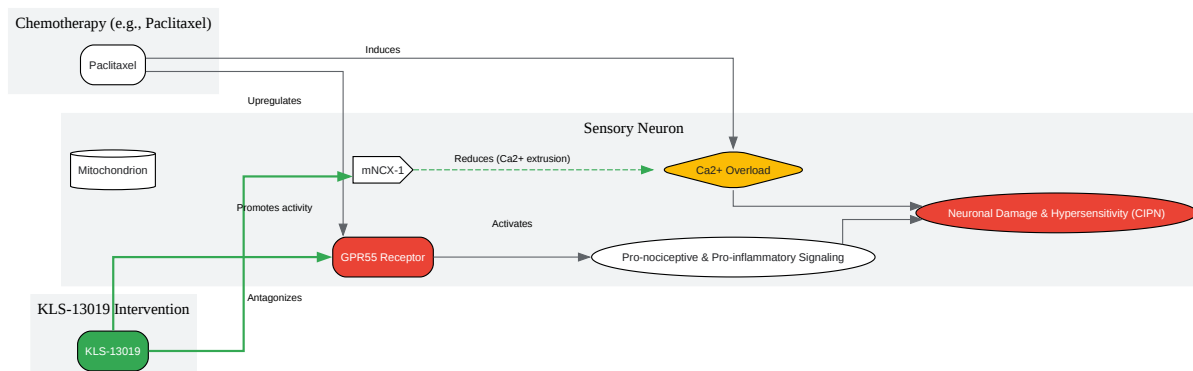 Chemotherapy (e.g., Paclitaxel)
Paclitaxel
Induces
Upregulates
Sensory Neuron
Mitochondrion
mNCX-1
Reduces (Ca2+ extrusion)
Ca2+ Overload
Promotes activity
Neuronal Damage & Hypersensitivity (CIPN)
Activates
GPR55 Receptor
Pro-nociceptive & Pro-inflammatory Signaling
Antagonizes
KLS-13019 Intervention
KLS-13019